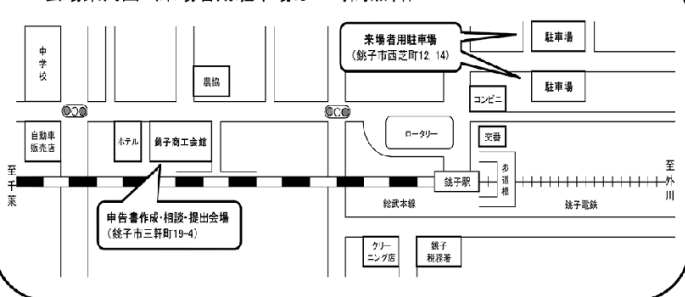 来場者用駐車場
(銚子市西芝町12, 14)
駐車場
駐車場
中学校
農協
コンビニ
ロータリー
交番
自動車
販売店
ホテル
銚子商工会館
至千葉
銚子駅
歩道橋
至外川
総武本線
銚子電鉄
申告書作成・相談・提出会場
(銚子市三軒町19-4)
クリー
ニング店
銚子
税務署